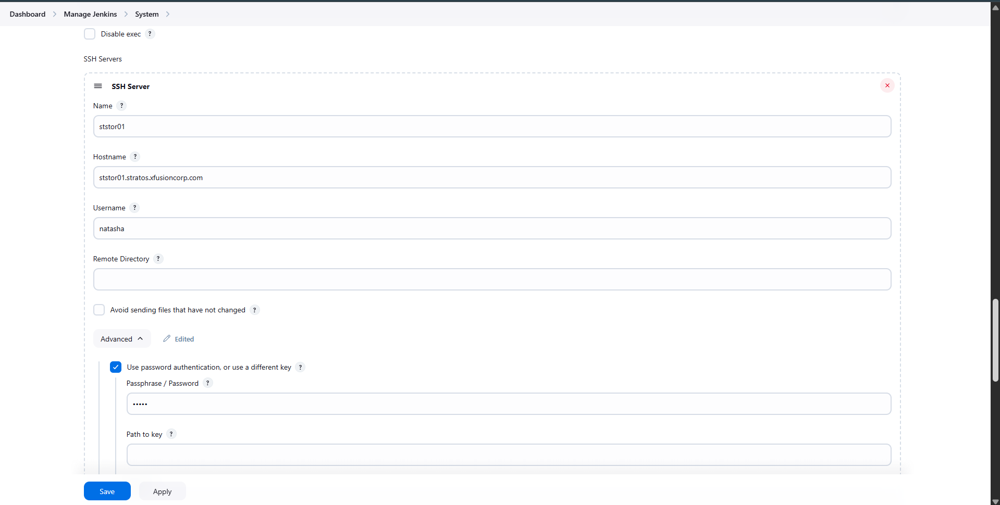 Dashboard > Manage Jenkins > System >
Disable exec ?
SSH Servers
SSH Server
Name ?
ststor01
Hostname ?
ststor01.stratos.xfusioncorp.com
Username ?
natasha
Remote Directory ?
Avoid sending files that have not changed ?
Advanced Edited
Use password authentication, or use a different key ?
Passphrase / Password ?
•••••
Path to key ?
Save Apply